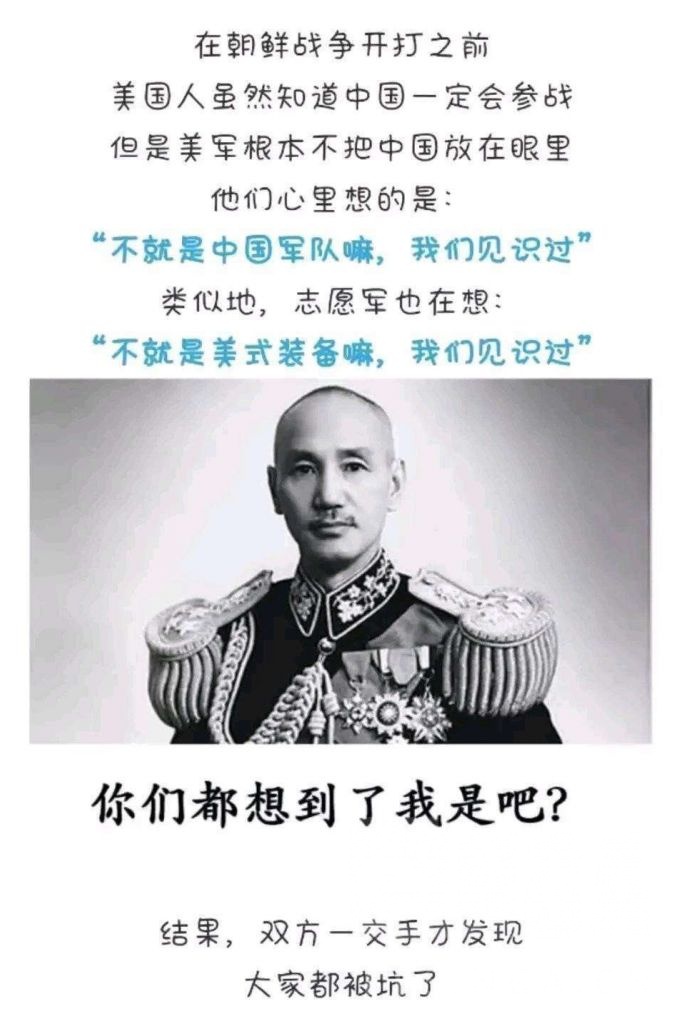 在朝鲜战争开打之前
美国人虽然知道中国一定会参战
但是美军根本不把中国放在眼里
他们心里想的是：
“不就是中国军队嘛，我们见识过”
类似地，志愿军也在想：
“不就是美式装备嘛，我们见识过”
你们都想到了我是吧？
结果，双方一交手才发现
大家都被坑了